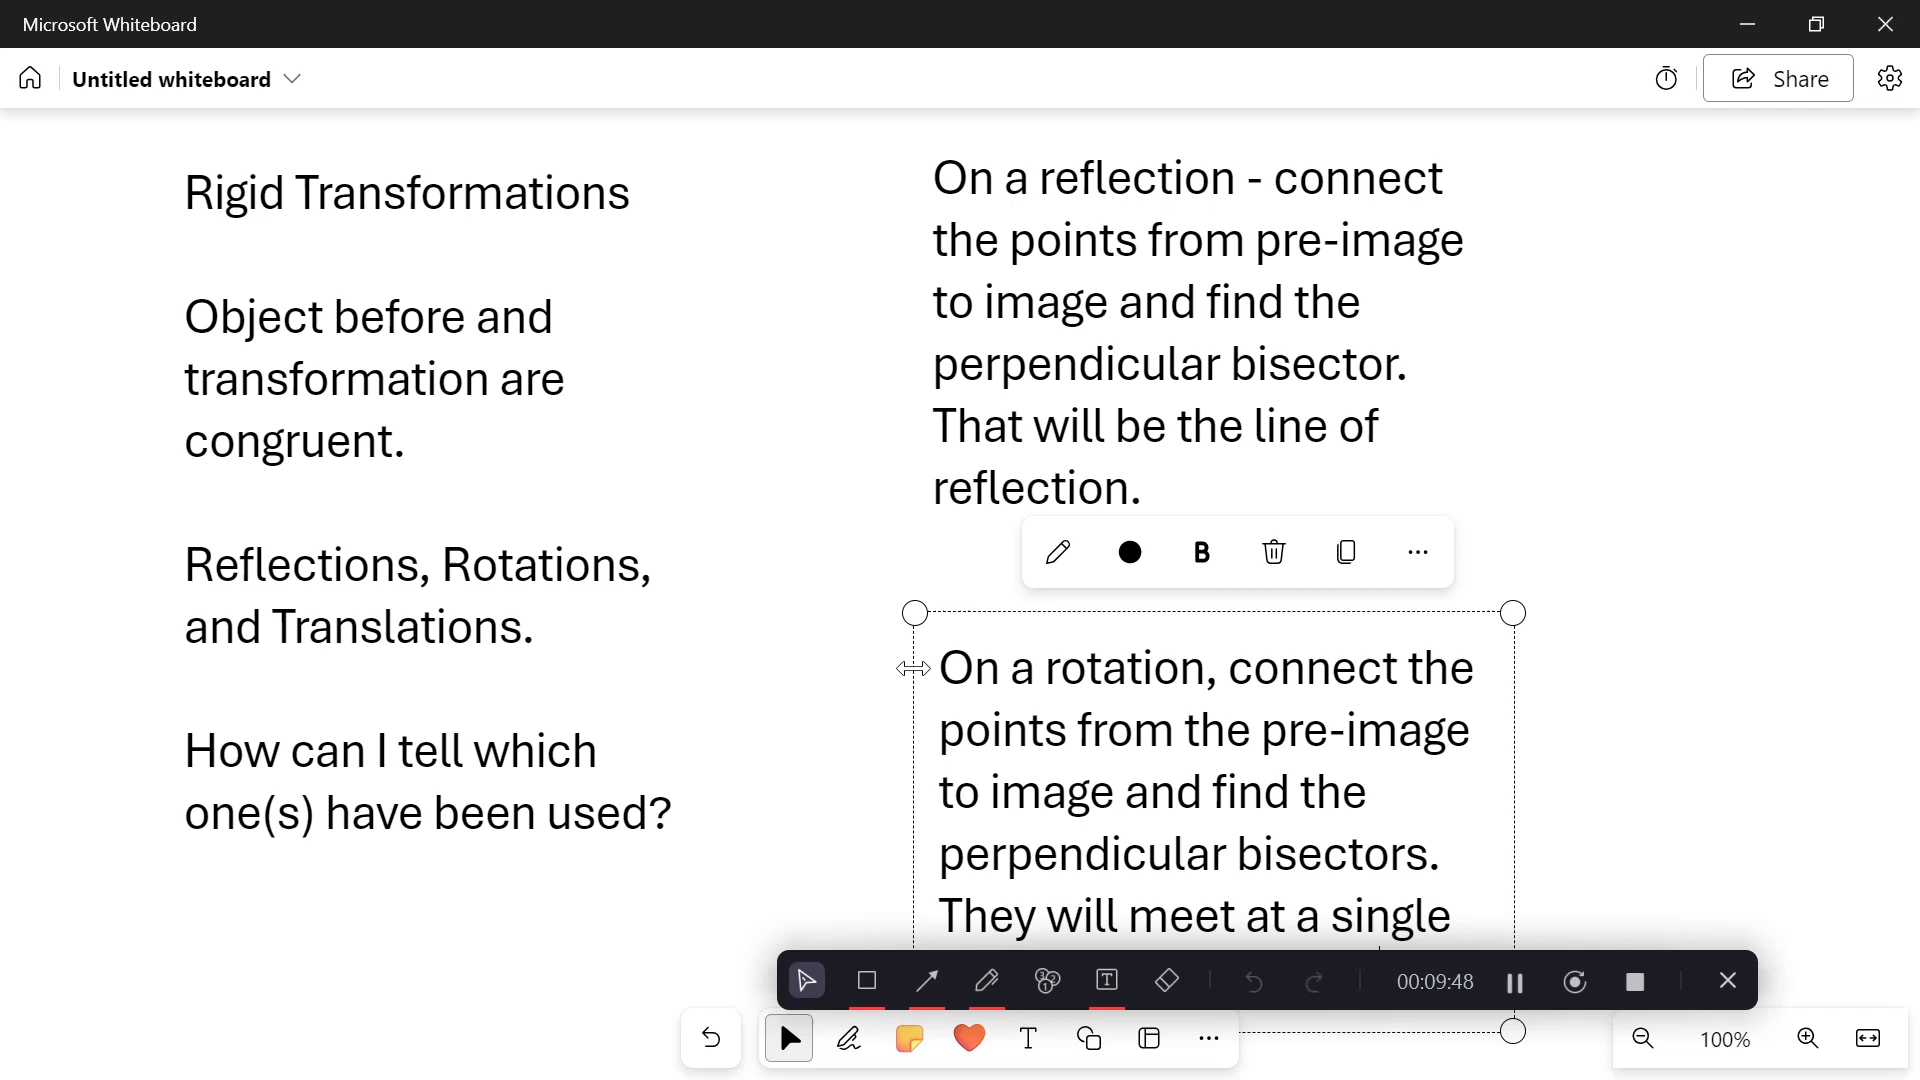 Microsoft Whiteboard
Untitled whiteboard
Share
Rigid Transformations
Object before and
transformation are
congruent.
Reflections, Rotations,
and Translations.
How can I tell which
one(s) have been used?
On a reflection - connect
the points from pre-image
to image and find the
perpendicular bisector.
That will be the line of
reflection.
B
On a rotation, connect the
points from the pre-image
to image and find the
perpendicular bisectors.
They will meet at a single
00:09:48
100%